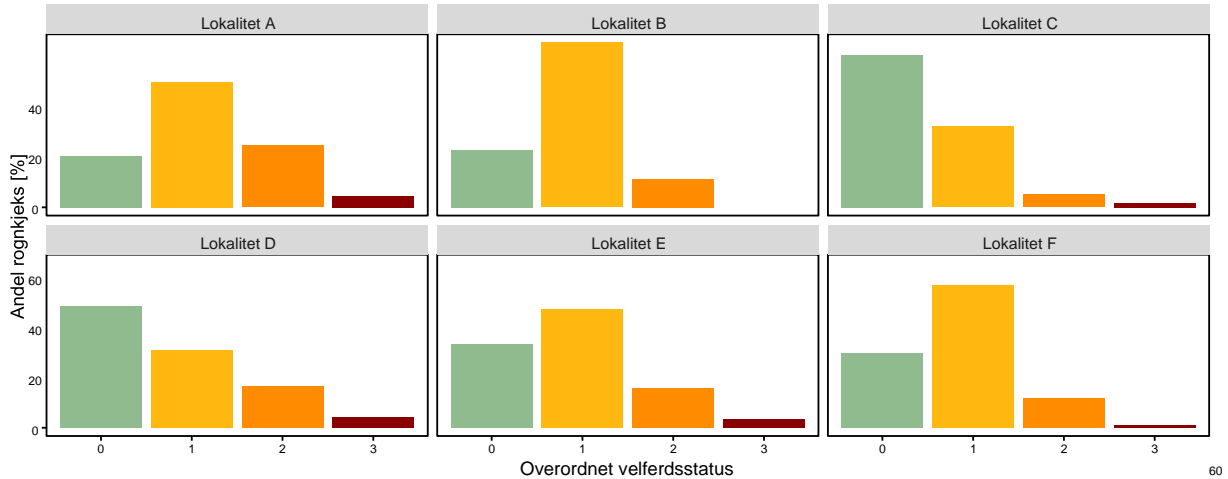 Lokalitet A Lokalitet B Lokalitet C
40
20
0
Andel rognkjeks [%]
Lokalitet D Lokalitet E Lokalitet F
60
40
20
0
0 1 2 3 0 1 2 3 0 1 2 3
Overordnet velferdsstatus
60